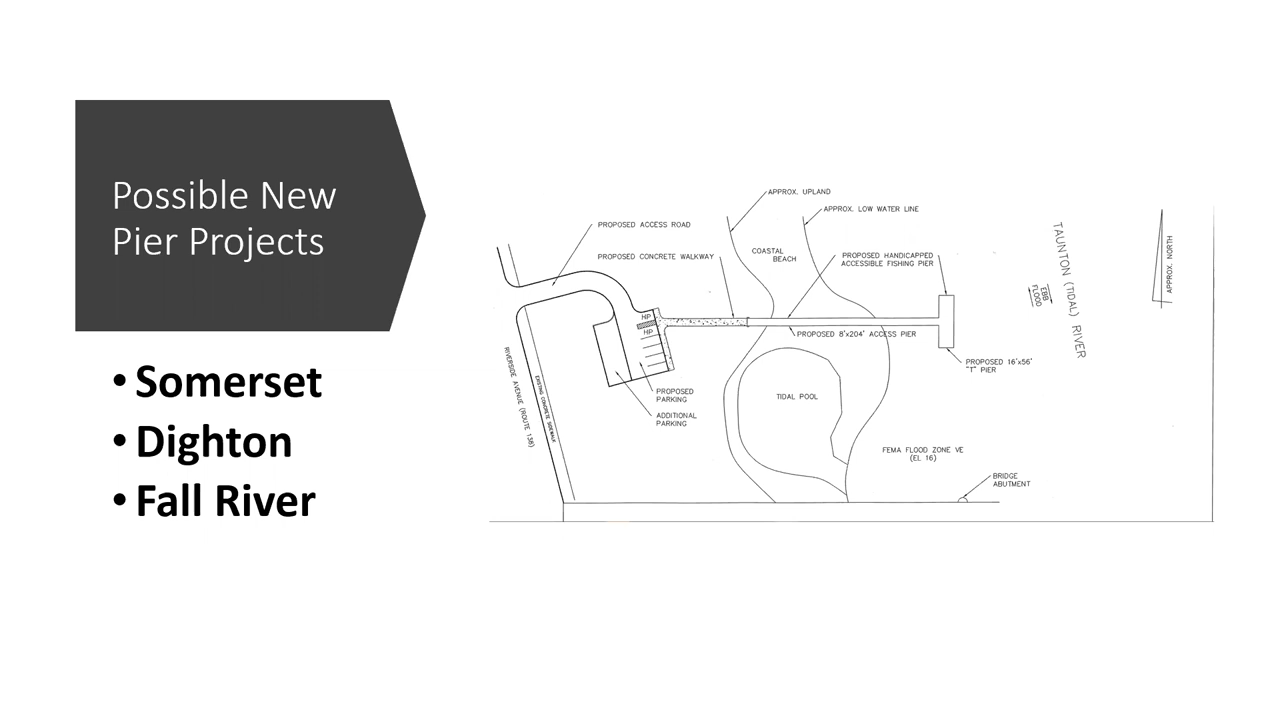 Possible New
Pier Projects
• Somerset
• Dighton
• Fall River
APPROX. UPLAND
APPROX. LOW WATER LINE
PROPOSED ACCESS ROAD
PROPOSED CONCRETE WALKWAY
COASTAL
BEACH
PROPOSED HANDICAPPED
ACCESSIBLE FISHING PIER
TAUNTON (TIDAL) RIVER
EBB
FLOOD
APPROX. NORTH
HP
HP
PROPOSED 8'x204' ACCESS PIER
PROPOSED 16'x56'
"T" PIER
RIVERSIDE AVENUE (ROUTE 138)
EXISTING CONCRETE SIDEWALK
PROPOSED
PARKING
ADDITIONAL
PARKING
TIDAL POOL
FEMA FLOOD ZONE VE
(EL 16)
BRIDGE
ABUTMENT